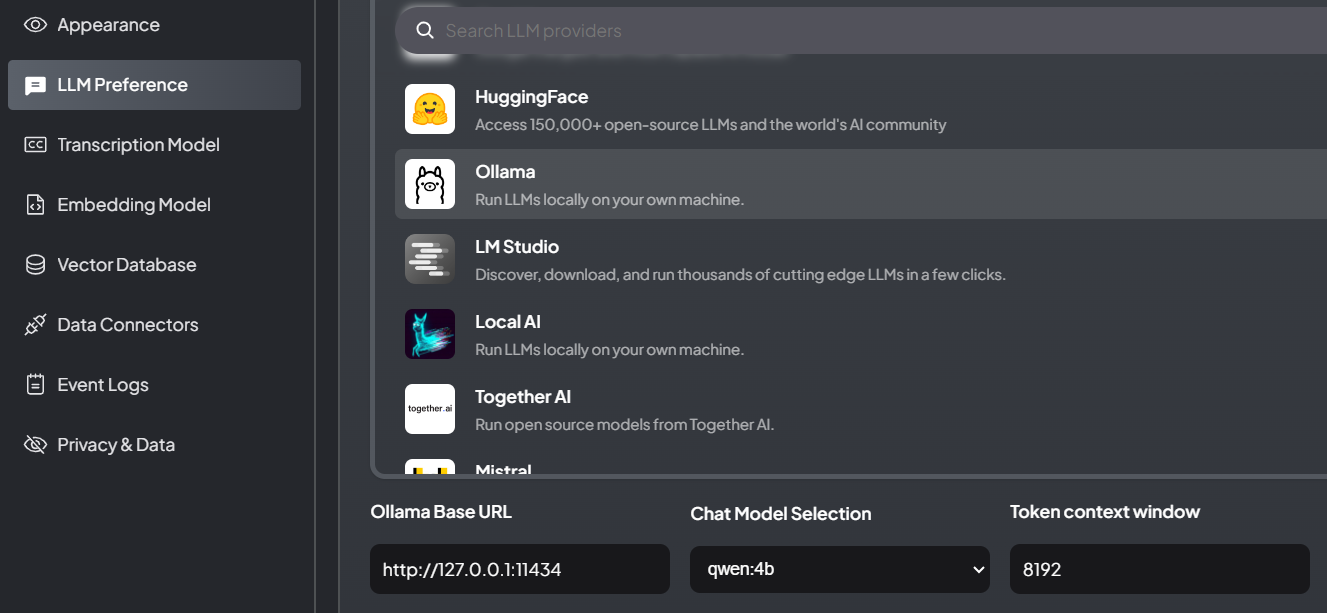 Appearance
LLM Preference
Transcription Model
Embedding Model
Vector Database
Data Connectors
Event Logs
Privacy & Data
Search LLM providers
HuggingFace
Access 150,000+ open-source LLMs and the world's AI community
Ollama
Run LLMs locally on your own machine.
LM Studio
Discover, download, and run thousands of cutting edge LLMs in a few clicks.
Local AI
Run LLMs locally on your own machine.
together.ai
Together AI
Run open source models from Together AI.
Mistral
Ollama Base URL
http://127.0.0.1:11434
Chat Model Selection
qwen:4b
Token context window
8192